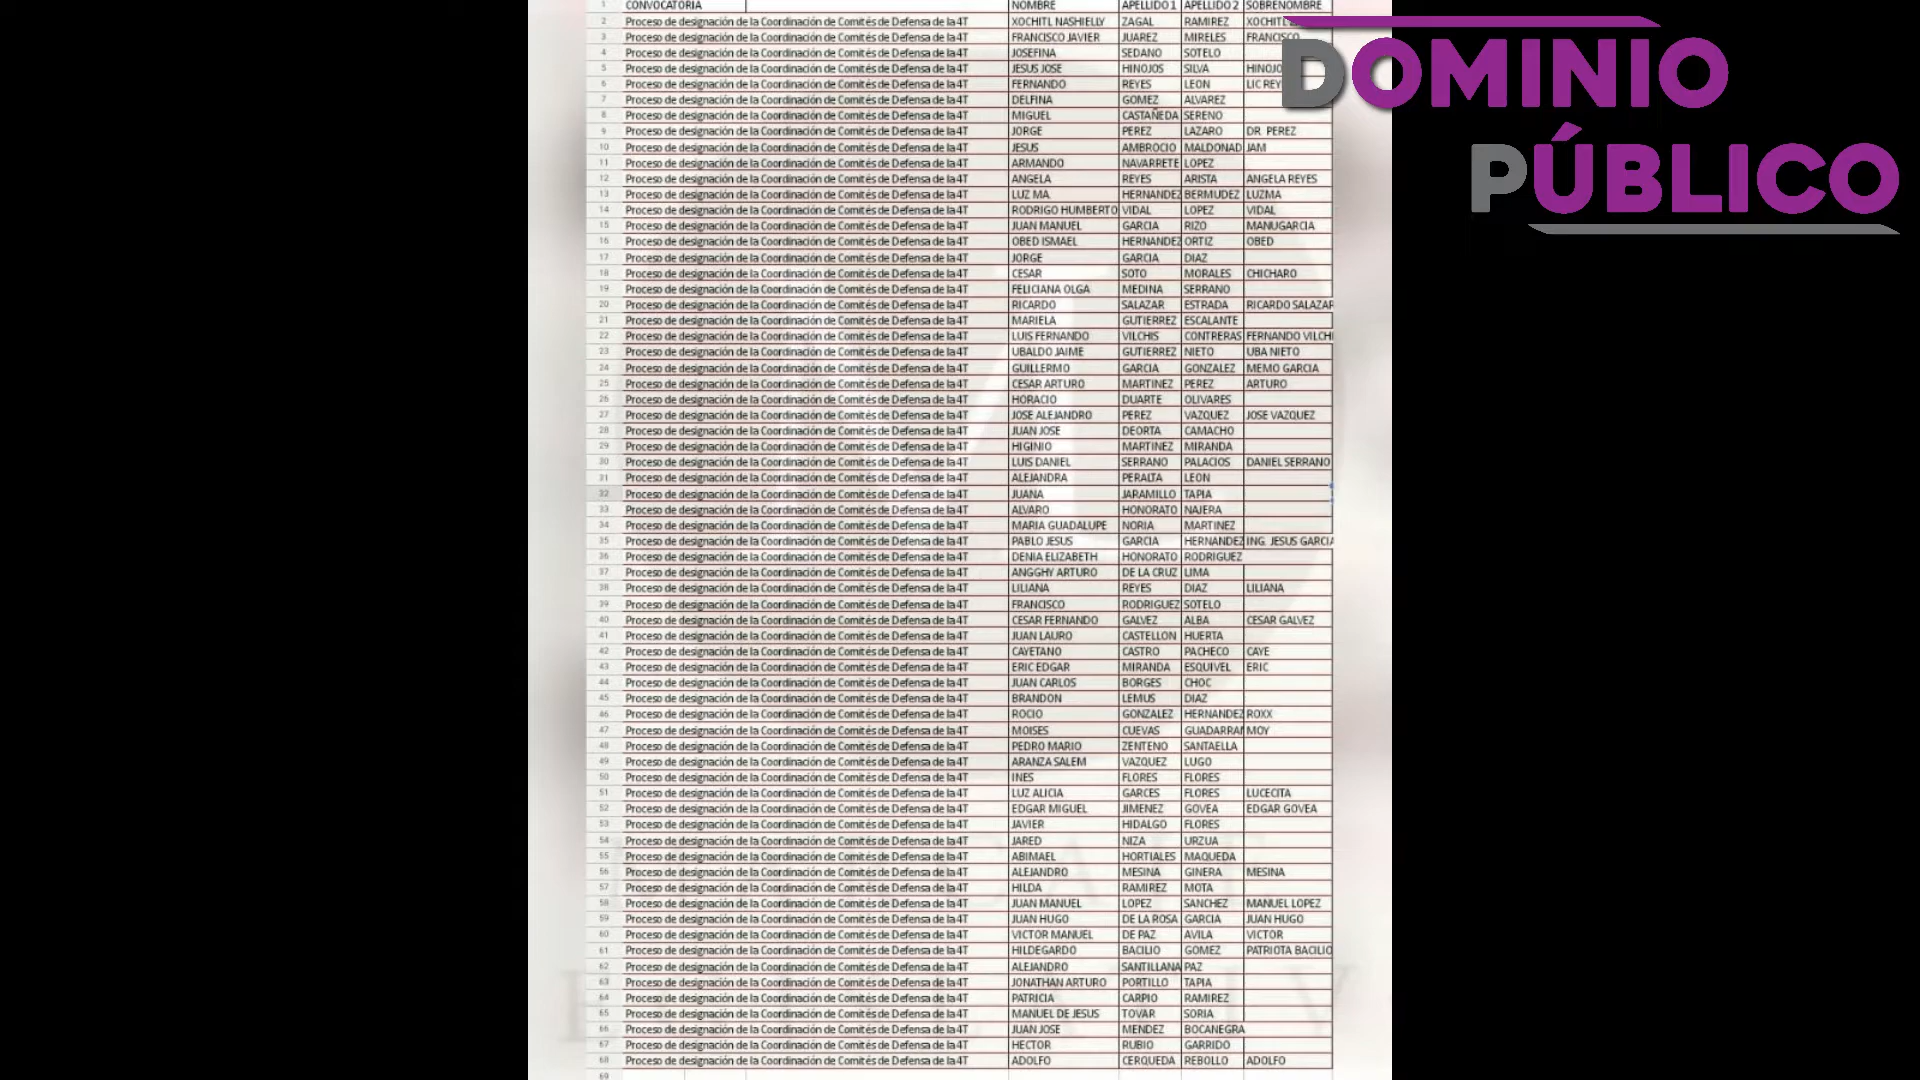 1 CONVOCATORIA NOMBRE APELLIDO 1 APELLIDO 2 SOBRENOMBRE
2 Proceso de designación de la Coordinación de Comités de Defensa de la 4T XOCHITL NASHIELLY ZAGAL RAMIREZ XOCHITL
3 Proceso de designación de la Coordinación de Comités de Defensa de la 4T FRANCISCO JAVIER JUAREZ MIRELES FRANCISCO
4 Proceso de designación de la Coordinación de Comités de Defensa de la 4T JOSEFINA SEDANO SOTELO
5 Proceso de designación de la Coordinación de Comités de Defensa de la 4T JESUS JOSE HINOJOS SILVA HINOJO
6 Proceso de designación de la Coordinación de Comités de Defensa de la 4T FERNANDO REYES LEON LIC REY
7 Proceso de designación de la Coordinación de Comités de Defensa de la 4T DELFINA GOMEZ ALVAREZ
8 Proceso de designación de la Coordinación de Comités de Defensa de la 4T MIGUEL CASTAÑEDA SERENO
9 Proceso de designación de la Coordinación de Comités de Defensa de la 4T JORGE PEREZ LAZARO DR PEREZ
10 Proceso de designación de la Coordinación de Comités de Defensa de la 4T JESUS AMBROCIO MALDONAD JAM
11 Proceso de designación de la Coordinación de Comités de Defensa de la 4T ARMANDO NAVARRETE LOPEZ
12 Proceso de designación de la Coordinación de Comités de Defensa de la 4T ANGELA REYES ARISTA ANGELA REYES
13 Proceso de designación de la Coordinación de Comités de Defensa de la 4T LUZ MA. HERNANDEZ BERMUDEZ LUZMA
14 Proceso de designación de la Coordinación de Comités de Defensa de la 4T RODRIGO HUMBERTO VIDAL LOPEZ VIDAL
15 Proceso de designación de la Coordinación de Comités de Defensa de la 4T JUAN MANUEL GARCIA RIZO MANUGARCIA
16 Proceso de designación de la Coordinación de Comités de Defensa de la 4T OBED ISMAEL HERNANDEZ ORTIZ OBED
17 Proceso de designación de la Coordinación de Comités de Defensa de la 4T JORGE GARCIA DIAZ
18 Proceso de designación de la Coordinación de Comités de Defensa de la 4T CESAR SOTO MORALES CHICHARO
19 Proceso de designación de la Coordinación de Comités de Defensa de la 4T FELICIANA OLGA MEDINA SERRANO
20 Proceso de designación de la Coordinación de Comités de Defensa de la 4T RICARDO SALAZAR ESTRADA RICARDO SALAZAR
21 Proceso de designación de la Coordinación de Comités de Defensa de la 4T MARIELA GUTIERREZ ESCALANTE
22 Proceso de designación de la Coordinación de Comités de Defensa de la 4T LUIS FERNANDO VILCHIS CONTRERAS FERNANDO VILCHI
23 Proceso de designación de la Coordinación de Comités de Defensa de la 4T UBALDO JAIME GUTIERREZ NIETO UBA NIETO
24 Proceso de designación de la Coordinación de Comités de Defensa de la 4T GUILLERMO GARCIA GONZALEZ MEMO GARCIA
25 Proceso de designación de la Coordinación de Comités de Defensa de la 4T CESAR ARTURO MARTINEZ PEREZ ARTURO
26 Proceso de designación de la Coordinación de Comités de Defensa de la 4T HORACIO DUARTE OLIVARES
27 Proceso de designación de la Coordinación de Comités de Defensa de la 4T JOSE ALEJANDRO PEREZ VAZQUEZ JOSE VAZQUEZ
28 Proceso de designación de la Coordinación de Comités de Defensa de la 4T JUAN JOSE DEORTA CAMACHO
29 Proceso de designación de la Coordinación de Comités de Defensa de la 4T HIGINIO MARTINEZ MIRANDA
30 Proceso de designación de la Coordinación de Comités de Defensa de la 4T LUIS DANIEL SERRANO PALACIOS DANIEL SERRANO
31 Proceso de designación de la Coordinación de Comités de Defensa de la 4T ALEJANDRA PERALTA LEON
32 Proceso de designación de la Coordinación de Comités de Defensa de la 4T JUANA JARAMILLO TAPIA
33 Proceso de designación de la Coordinación de Comités de Defensa de la 4T ALVARO HONORATO NAJERA
34 Proceso de designación de la Coordinación de Comités de Defensa de la 4T MARIA GUADALUPE NORIA MARTINEZ
35 Proceso de designación de la Coordinación de Comités de Defensa de la 4T PABLO JESUS GARCIA HERNANDEZ ING. JESUS GARCIA
36 Proceso de designación de la Coordinación de Comités de Defensa de la 4T DENIA ELIZABETH HONORATO RODRIGUEZ
37 Proceso de designación de la Coordinación de Comités de Defensa de la 4T ANGGHY ARTURO DE LA CRUZ LIMA
38 Proceso de designación de la Coordinación de Comités de Defensa de la 4T LILIANA REYES DIAZ LILIANA
39 Proceso de designación de la Coordinación de Comités de Defensa de la 4T FRANCISCO RODRIGUEZ SOTELO
40 Proceso de designación de la Coordinación de Comités de Defensa de la 4T CESAR FERNANDO GALVEZ ALBA CESAR GALVEZ
41 Proceso de designación de la Coordinación de Comités de Defensa de la 4T JUAN LAURO CASTELLON HUERTA
42 Proceso de designación de la Coordinación de Comités de Defensa de la 4T CAYETANO CASTRO PACHECO CAYE
43 Proceso de designación de la Coordinación de Comités de Defensa de la 4T ERIC EDGAR MIRANDA ESQUIVEL ERIC
44 Proceso de designación de la Coordinación de Comités de Defensa de la 4T JUAN CARLOS BORGES CHOC
45 Proceso de designación de la Coordinación de Comités de Defensa de la 4T BRANDON LEMUS DIAZ
46 Proceso de designación de la Coordinación de Comités de Defensa de la 4T ROCIO GONZALEZ HERNANDEZ ROXX
47 Proceso de designación de la Coordinación de Comités de Defensa de la 4T MOISES CUEVAS GUADARRAM MOY
48 Proceso de designación de la Coordinación de Comités de Defensa de la 4T PEDRO MARIO ZENTENO SANTAELLA
49 Proceso de designación de la Coordinación de Comités de Defensa de la 4T ARANZA SALEM VAZQUEZ LUGO
50 Proceso de designación de la Coordinación de Comités de Defensa de la 4T INES FLORES FLORES
51 Proceso de designación de la Coordinación de Comités de Defensa de la 4T LUZ ALICIA GARCES FLORES LUCECITA
52 Proceso de designación de la Coordinación de Comités de Defensa de la 4T EDGAR MIGUEL JIMENEZ GOVEA EDGAR GOVEA
53 Proceso de designación de la Coordinación de Comités de Defensa de la 4T JAVIER HIDALGO FLORES
54 Proceso de designación de la Coordinación de Comités de Defensa de la 4T JARED NIZA URZUA
55 Proceso de designación de la Coordinación de Comités de Defensa de la 4T ABIMAEL HORTIALES MAQUEDA
56 Proceso de designación de la Coordinación de Comités de Defensa de la 4T ALEJANDRO MESINA GINERA MESINA
57 Proceso de designación de la Coordinación de Comités de Defensa de la 4T HILDA RAMIREZ MOTA
58 Proceso de designación de la Coordinación de Comités de Defensa de la 4T JUAN MANUEL LOPEZ SANCHEZ MANUEL LOPEZ
59 Proceso de designación de la Coordinación de Comités de Defensa de la 4T JUAN HUGO DE LA ROSA GARCIA JUAN HUGO
60 Proceso de designación de la Coordinación de Comités de Defensa de la 4T VICTOR MANUEL DE PAZ AVILA VICTOR
61 Proceso de designación de la Coordinación de Comités de Defensa de la 4T HILDEGARDO BACILIO GOMEZ PATRIOTA BACILIO
62 Proceso de designación de la Coordinación de Comités de Defensa de la 4T ALEJANDRO SANTILLANA PAZ
63 Proceso de designación de la Coordinación de Comités de Defensa de la 4T JONATHAN ARTURO PORTILLO TAPIA
64 Proceso de designación de la Coordinación de Comités de Defensa de la 4T PATRICIA CARPIO RAMIREZ
65 Proceso de designación de la Coordinación de Comités de Defensa de la 4T MANUEL DE JESUS TOVAR SORIA
66 Proceso de designación de la Coordinación de Comités de Defensa de la 4T JUAN JOSE MENDEZ BOCANEGRA
67 Proceso de designación de la Coordinación de Comités de Defensa de la 4T HECTOR RUBIO GARRIDO
68 Proceso de designación de la Coordinación de Comités de Defensa de la 4T ADOLFO CERQUEDA REBOLLO ADOLFO
69
DOMINIO
PÚBLICO